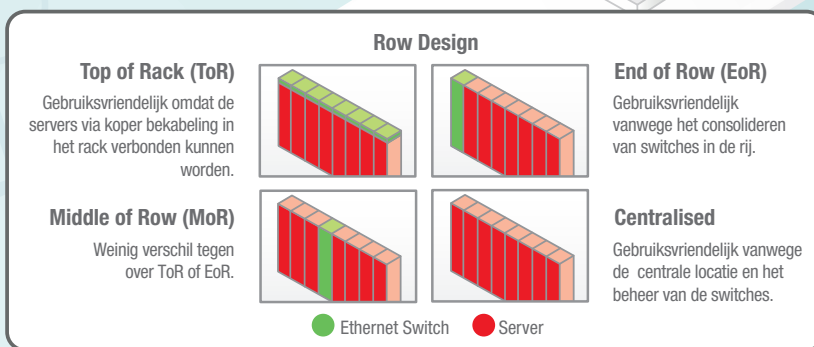 Row Design
Top of Rack (ToR)
Gebruiksvriendelijk omdat de
servers via koper bekabeling in
het rack verbonden kunnen
worden.
End of Row (EoR)
Gebruiksvriendelijk
vanwege het consolideren
van switches in de rij.
Middle of Row (MoR)
Weinig verschil tegen
over ToR of EoR.
Centralised
Gebruiksvriendelijk vanwege
de centrale locatie en het
beheer van de switches.
Ethernet Switch
Server